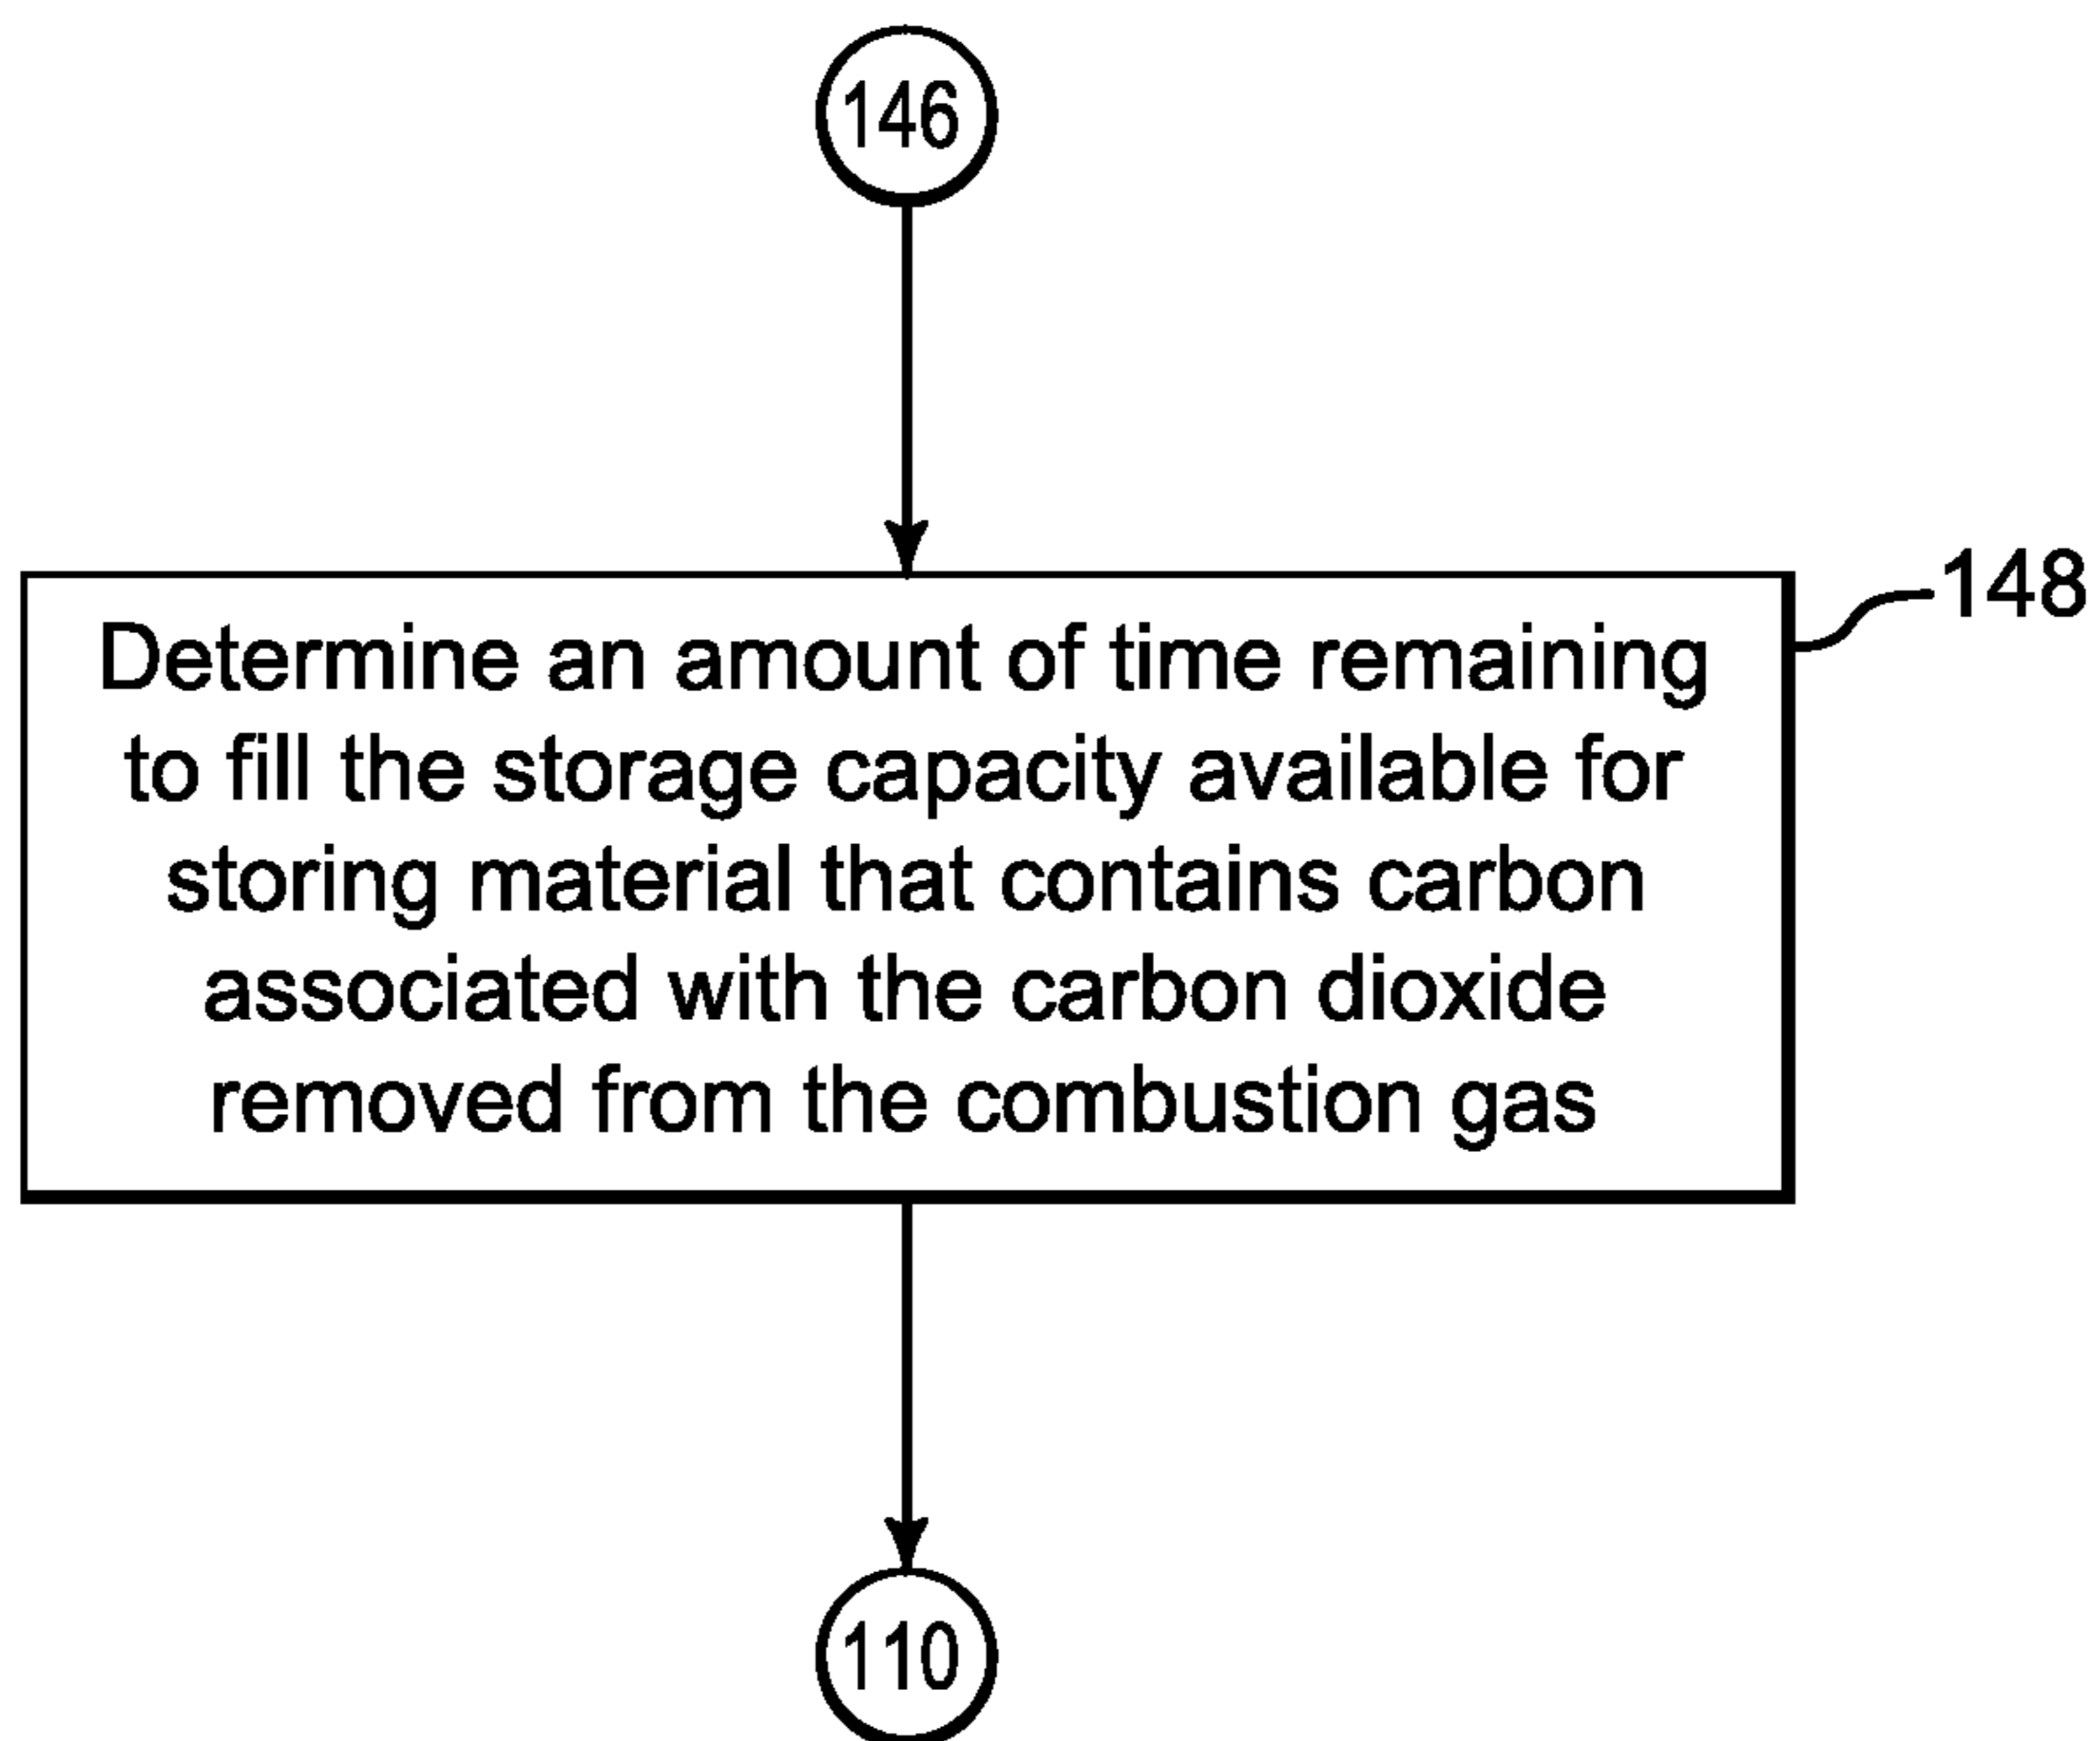 146
148
Determine an amount of time remaining
to fill the storage capacity available for
storing material that contains carbon
associated with the carbon dioxide
removed from the combustion gas
110